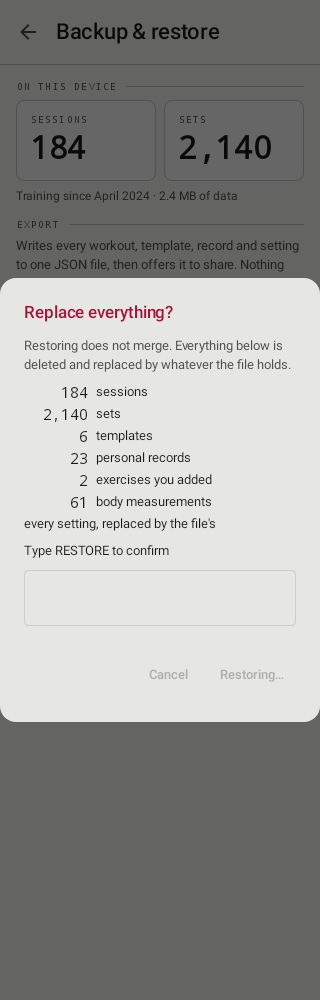 Backup & restore
ON THIS DEVICE
SESSIONS
184
SETS
2,140
Training since April 2024 · 2.4 MB of data
EXPORT
Writes every workout, template, record and setting
to one JSON file, then offers it to share. Nothing
Replace everything?
Restoring does not merge. Everything below is
deleted and replaced by whatever the file holds.
184 sessions
2,140 sets
6 templates
23 personal records
2 exercises you added
61 body measurements
every setting, replaced by the file's
Type RESTORE to confirm
Cancel Restoring…